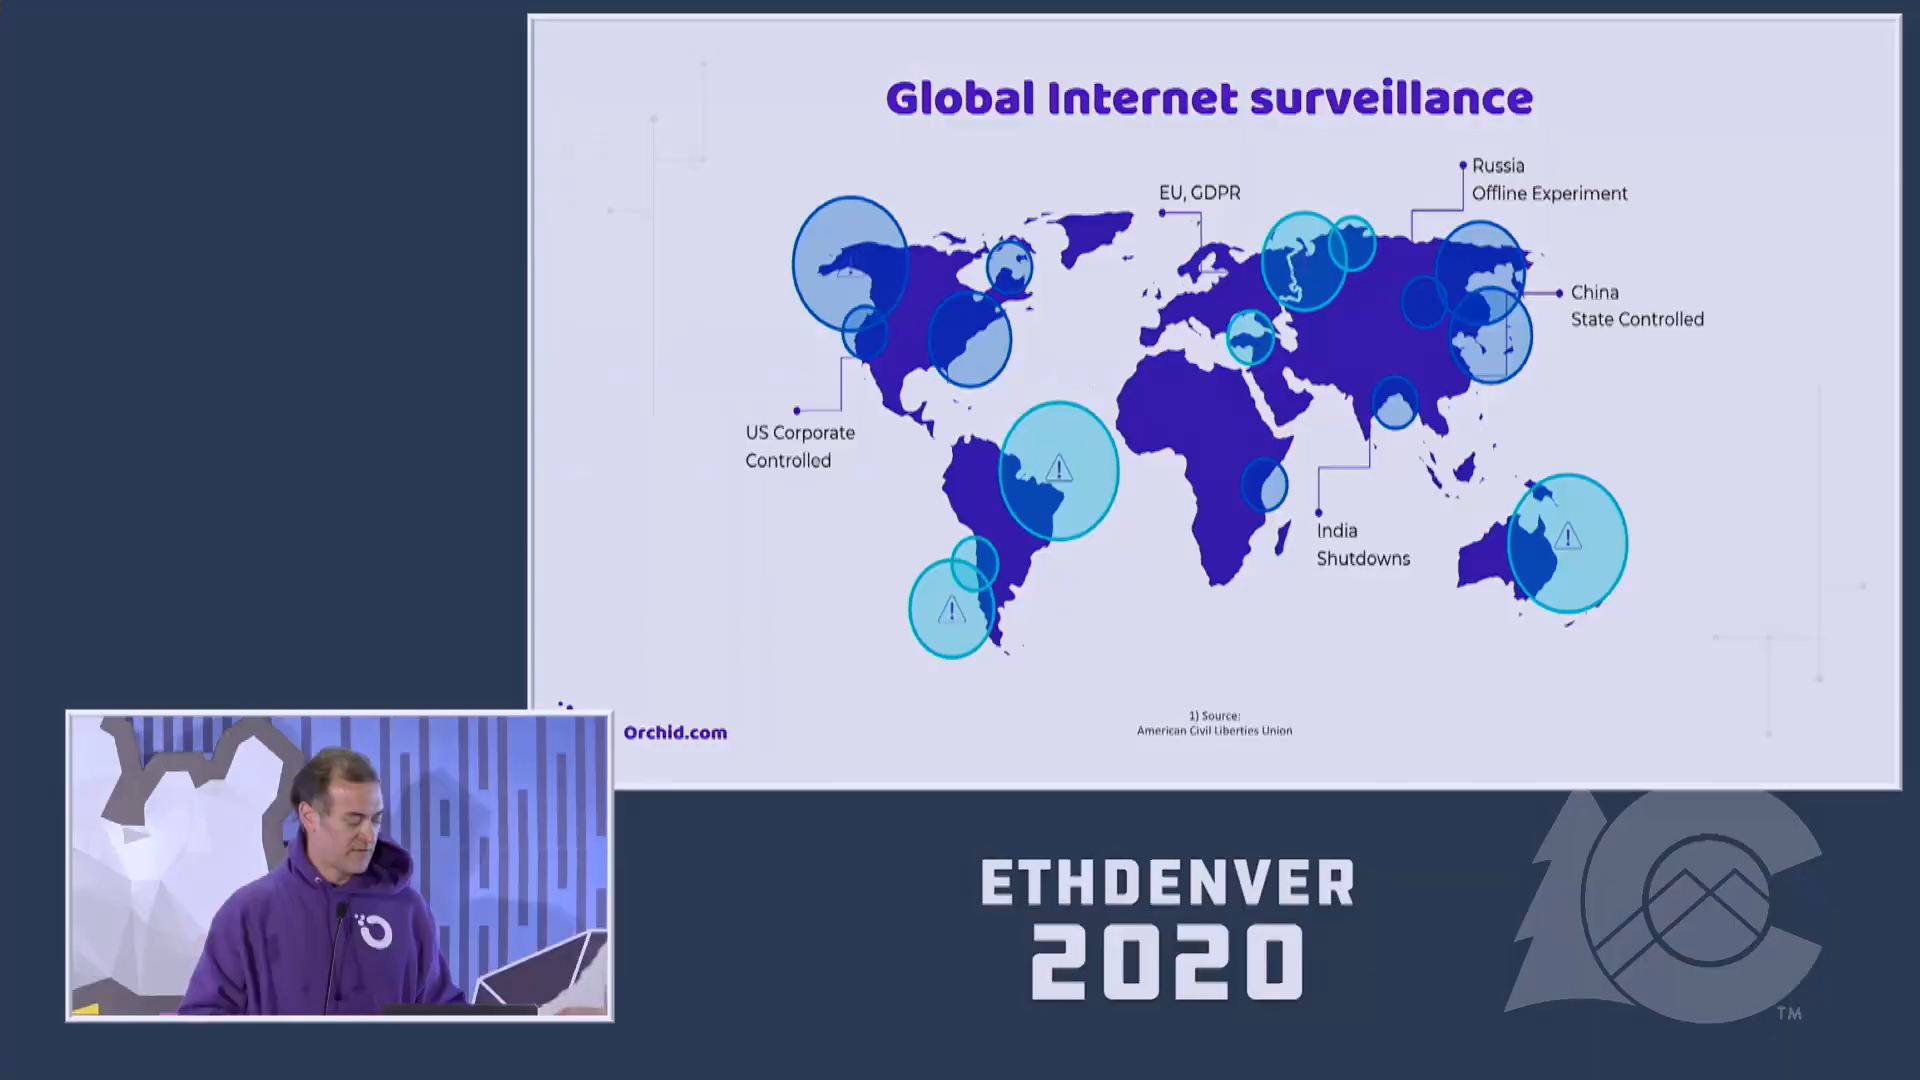 Global Internet surveillance
Russia
Offline Experiment
EU, GDPR
China
State Controlled
US Corporate
Controlled
India
Shutdowns
1) Source:
American Civil Liberties Union
Orchid.com
ETHDENVER
2020
TM